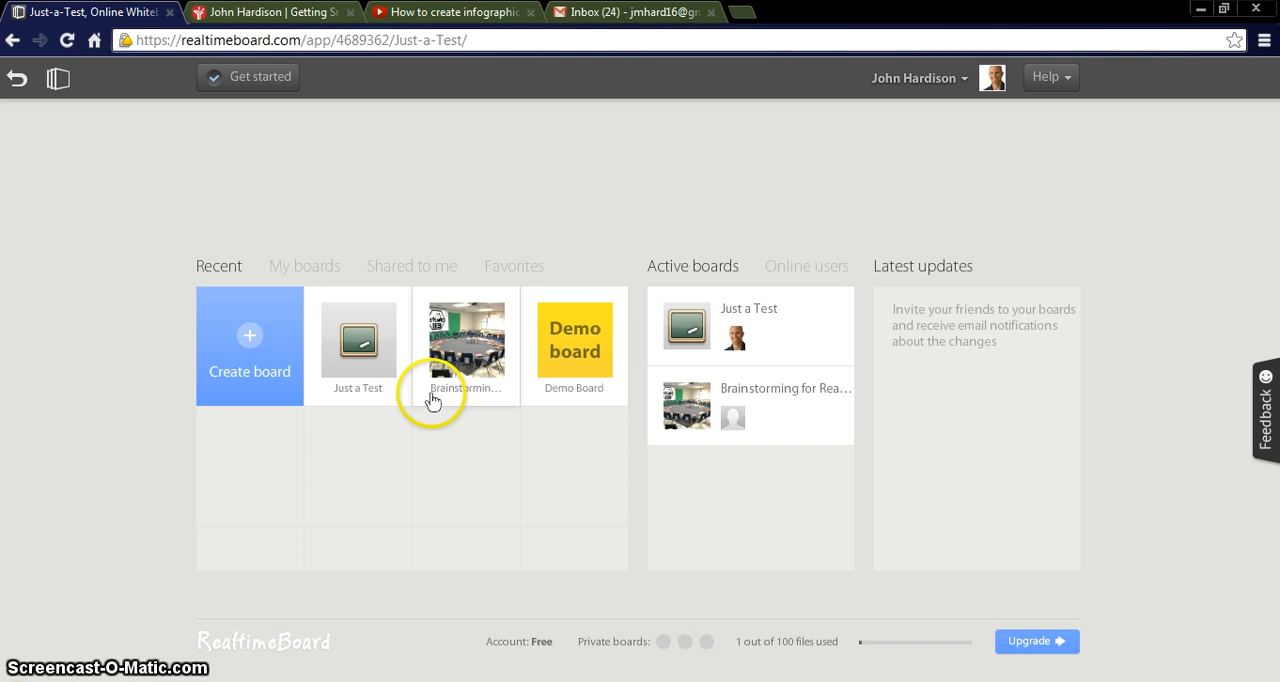 Just-a-Test, Online Whiteb
John Hardison | Getting Sr
How to create infographic
Inbox (24) - jmhard16@gn
https://realtimeboard.com/app/4689362/Just-a-Test/
Get started
John Hardison
Help
Recent
My boards
Shared to me
Favorites
Active boards
Online users
Latest updates
Create board
Just a Test
Brainstormin...
Demo
board
Demo Board
Just a Test
Brainstorming for Rea...
Invite your friends to your boards
and receive email notifications
about the changes
Feedback
RealtimeBoard
Account: Free
Private boards:
1 out of 100 files used
Upgrade
Screencast-O-Matic.com